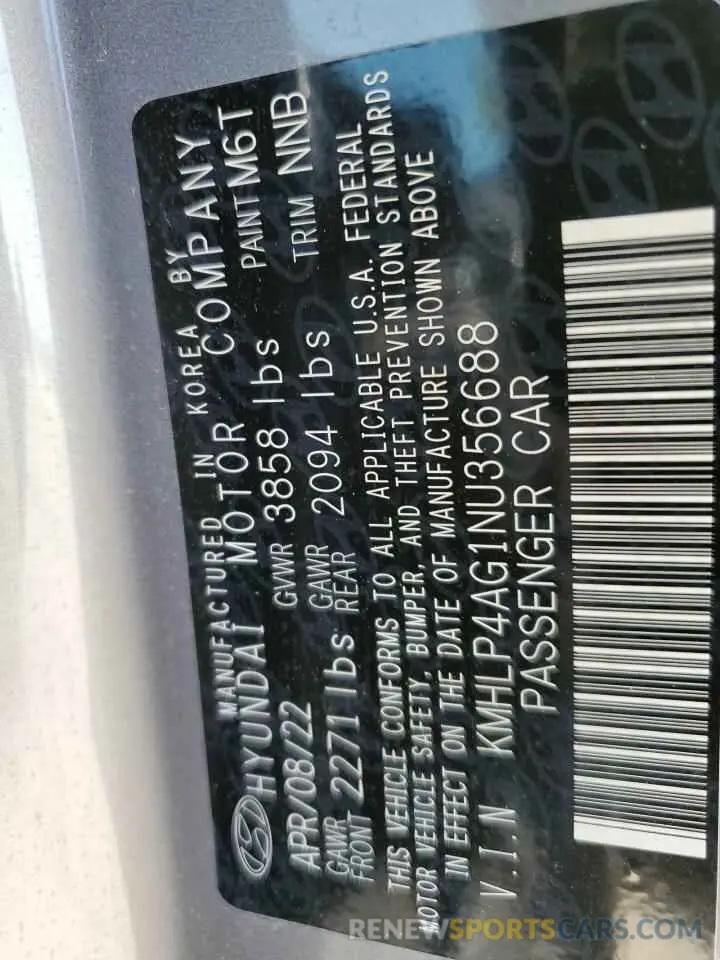 MANUFACTURED IN KOREA BY
HYUNDAI MOTOR COMPANY
APR/08/22 GVWR 3858 lbs PAINT M6T
GAWR FRONT 2271 lbs GAWR REAR 2094 lbs TRIM NNB
THIS VEHICLE CONFORMS TO ALL APPLICABLE U.S.A. FEDERAL
MOTOR VEHICLE SAFETY, BUMPER, AND THEFT PREVENTION STANDARDS
IN EFFECT ON THE DATE OF MANUFACTURE SHOWN ABOVE
V.I.N KMHLP4AG1NU356688
PASSENGER CAR
RENEWSPORTSCARS.COM